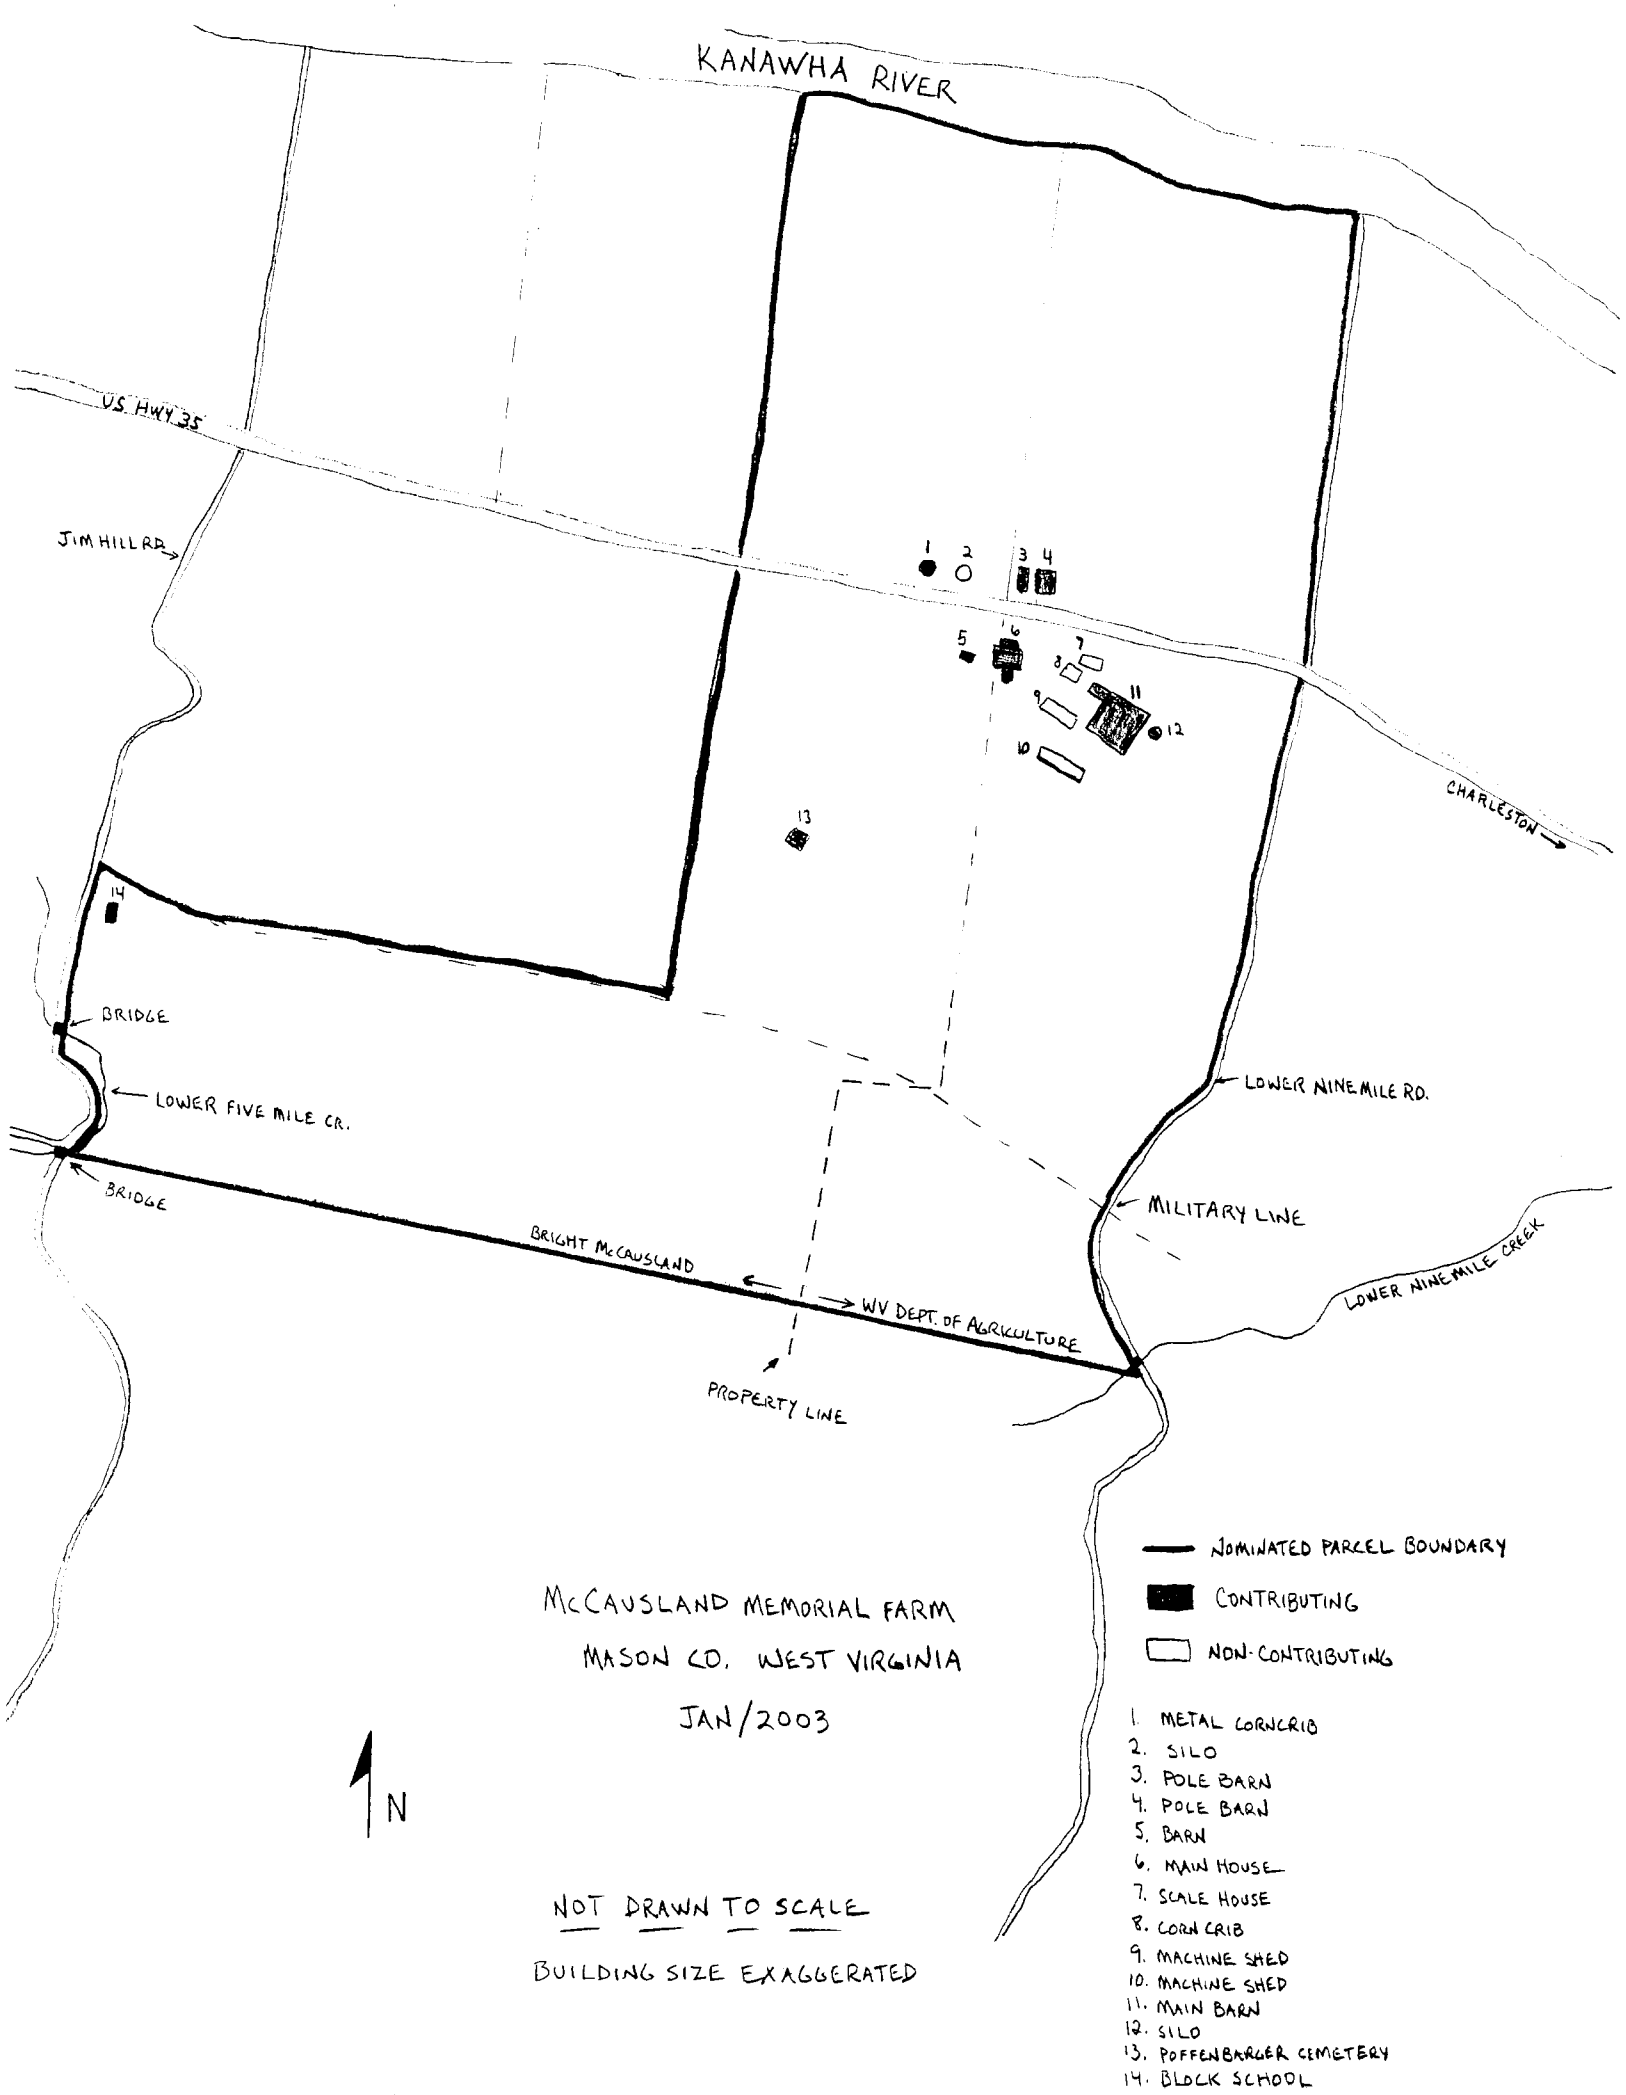 KANAWHA RIVER
US HWY 35
JIM HILL RD.
1
2
3
4
5
6
7
8
9
11
12
10
CHARLESTON
13
14
BRIDGE
LOWER FIVE MILE CR.
LOWER NINEMILE RD.
BRIDGE
MILITARY LINE
BRIGHT McCAUSLAND
LOWER NINEMILE CREEK
WV DEPT. OF AGRICULTURE
PROPERTY LINE
NOMINATED PARCEL BOUNDARY
CONTRIBUTING
NON-CONTRIBUTING
McCAUSLAND MEMORIAL FARM
MASON CO. WEST VIRGINIA
JAN/2003
N
NOT DRAWN TO SCALE
BUILDING SIZE EXAGGERATED
1. METAL CORNCRIB
2. SILO
3. POLE BARN
4. POLE BARN
5. BARN
6. MAIN HOUSE
7. SCALE HOUSE
8. CORN CRIB
9. MACHINE SHED
10. MACHINE SHED
11. MAIN BARN
12. SILO
13. POFFENBARGER CEMETERY
14. BLOCK SCHOOL